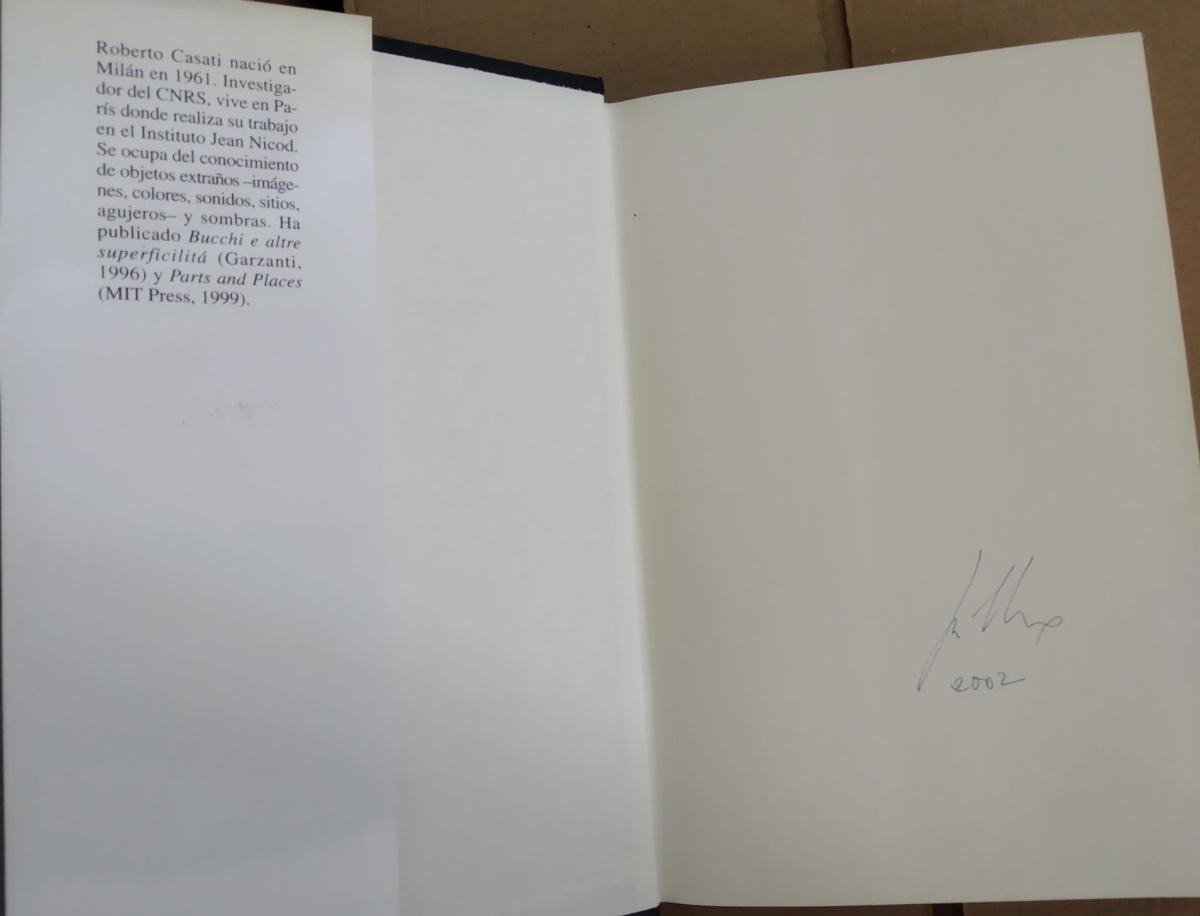 Roberto Casati nació en
Milán en 1961. Investiga-
dor del CNRS, vive en Pa-
rís donde realiza su trabajo
en el Instituto Jean Nicod.
Se ocupa del conocimiento
de objetos extraños –imáge-
nes, colores, sonidos, sitios,
agujeros– y sombras. Ha
publicado Bucchi e altre
superficilitá (Garzanti,
1996) y Parts and Places
(MIT Press, 1999).
2002